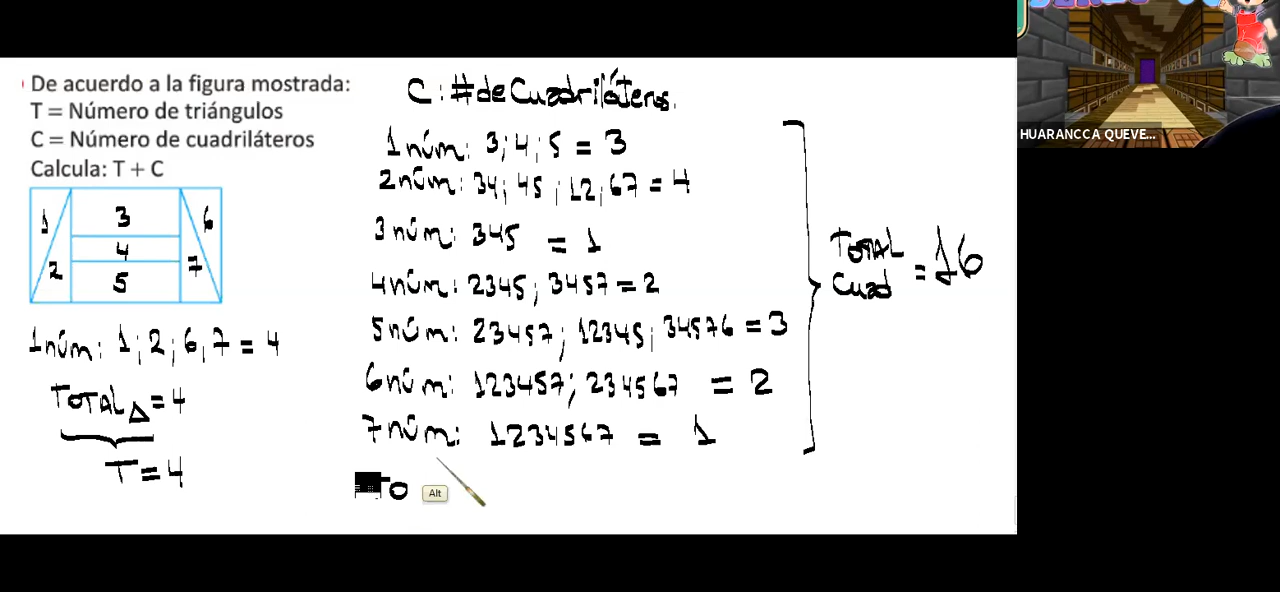 De acuerdo a la figura mostrada:
T = Número de triángulos
C = Número de cuadriláteros
Calcula: T + C
1
2
3
4
5
6
7
1núm: 1; 2; 6, 7 = 4
TOTAL△ = 4
T = 4
C: #de Cuadriláteros.
1núm: 3; 4; 5 = 3
2núm: 34; 45; 12; 67 = 4
3núm: 345 = 1
4núm: 2345; 3457 = 2
5núm: 23457; 12345; 34576 = 3
6núm: 123457; 234567 = 2
7núm: 1234567 = 1
TOTAL
Cuad = 16
Alt
HUARANCCA QUEVE...